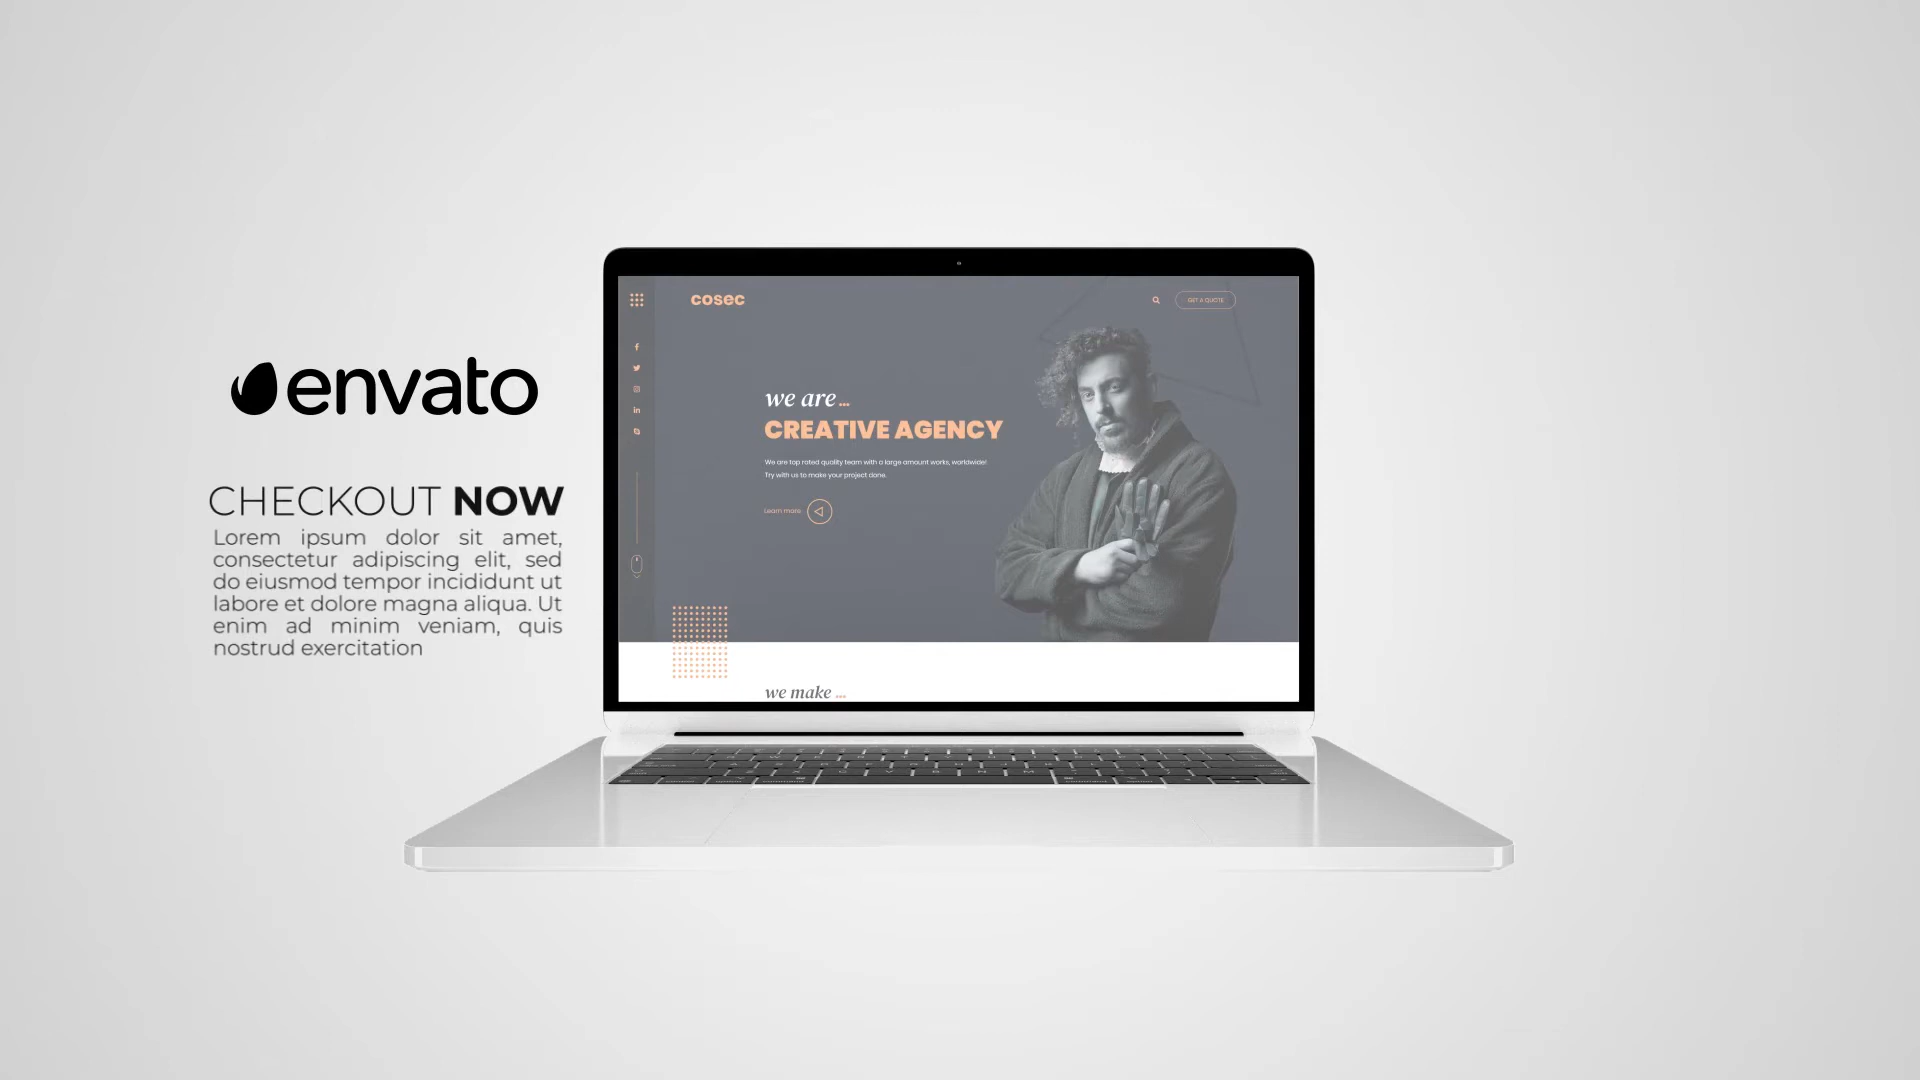 envato
CHECKOUT NOW
Lorem ipsum dolor sit amet,
consectetur adipiscing elit, sed
do eiusmod tempor incididunt ut
labore et dolore magna aliqua. Ut
enim ad minim veniam, quis
nostrud exercitation
cosec
GET A QUOTE
we are ...
CREATIVE AGENCY
We are top rated quality team with a large amount works, worldwide!
Try with us to make your project done.
Learn more
we make ...